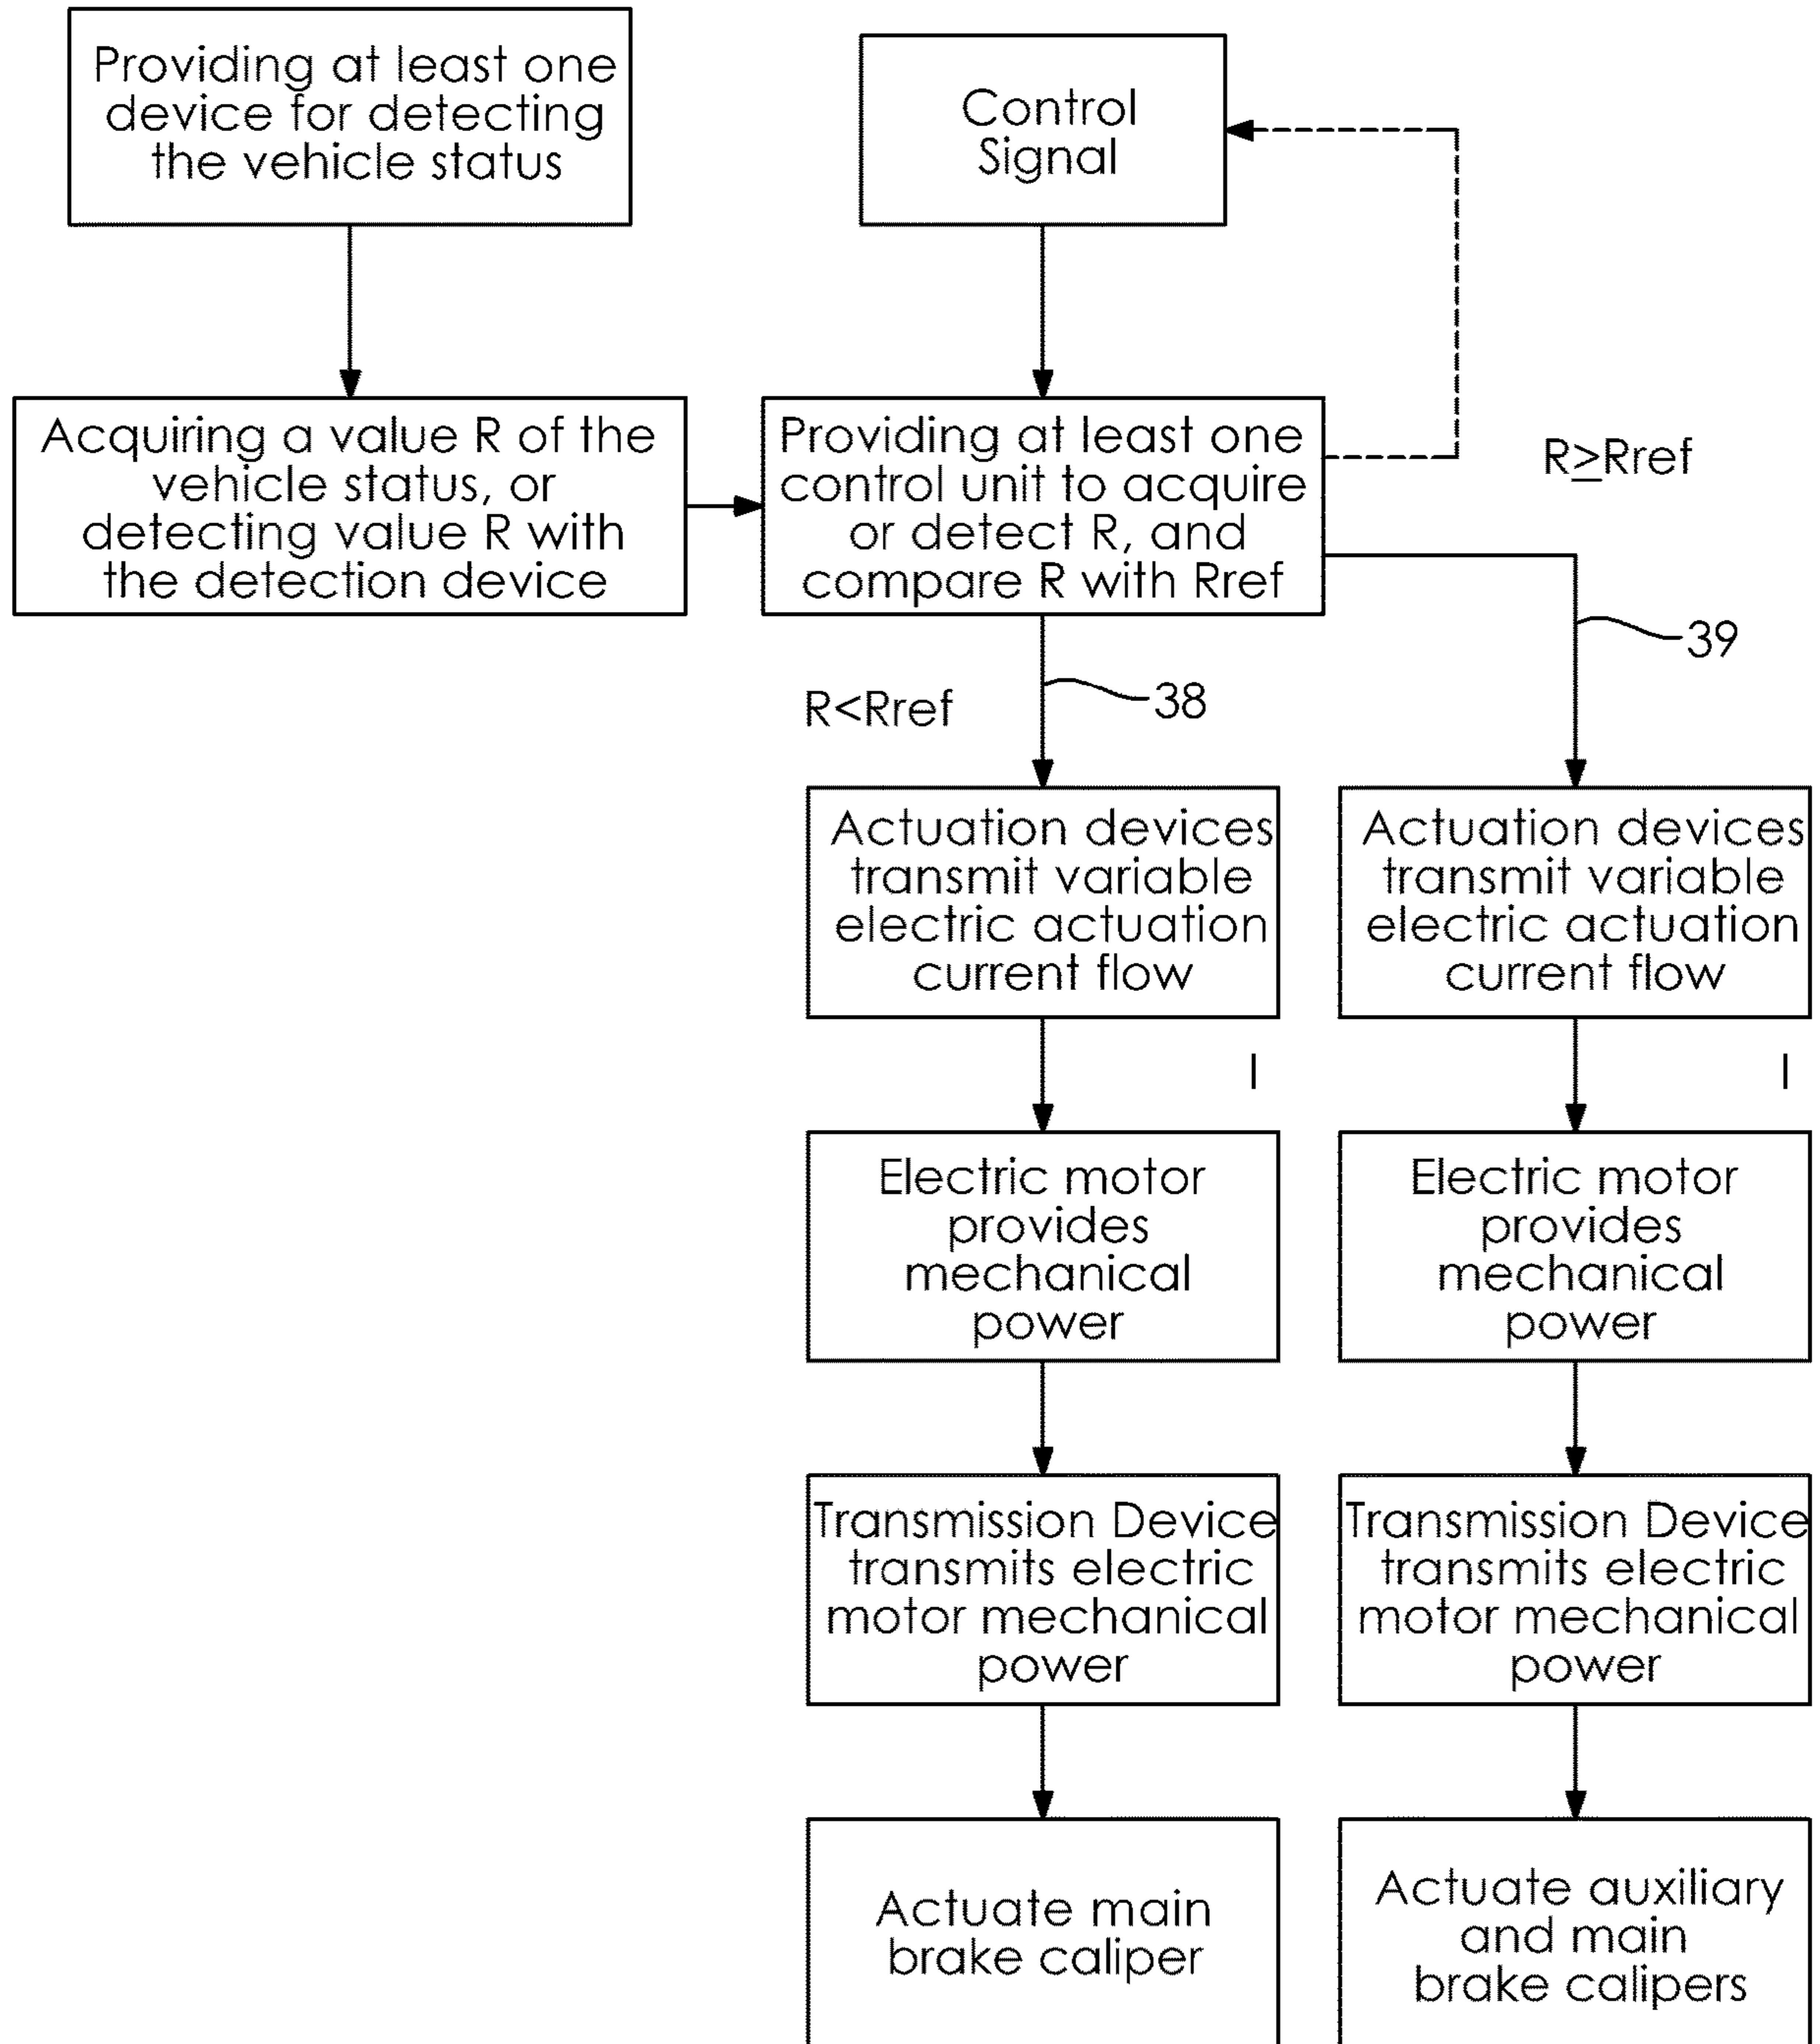 Providing at least one
device for detecting
the vehicle status
Control
Signal
Acquiring a value R of the
vehicle status, or
detecting value R with
the detection device
Providing at least one
control unit to acquire
or detect R, and
compare R with Rref
R≥Rref
39
R<Rref
38
Actuation devices
transmit variable
electric actuation
current flow
Actuation devices
transmit variable
electric actuation
current flow
I
I
Electric motor
provides
mechanical
power
Electric motor
provides
mechanical
power
Transmission Device
transmits electric
motor mechanical
power
Transmission Device
transmits electric
motor mechanical
power
Actuate main
brake caliper
Actuate auxiliary
and main
brake calipers